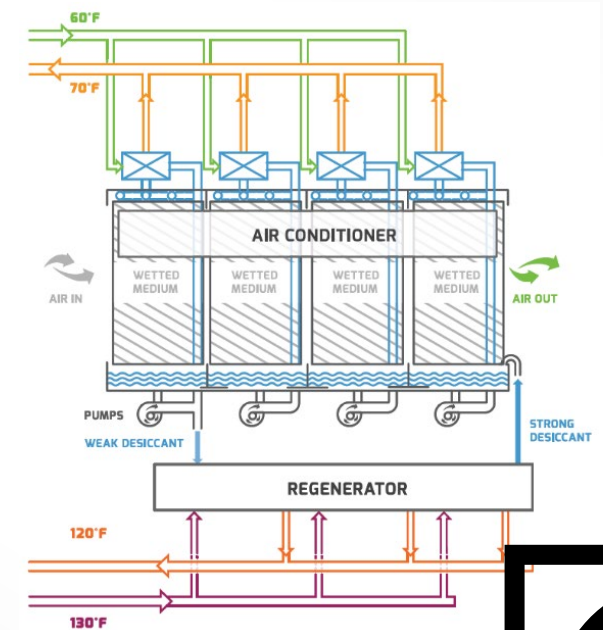 60°F
70°F
AIR CONDITIONER
WETTED
MEDIUM
WETTED
MEDIUM
WETTED
MEDIUM
WETTED
MEDIUM
AIR IN
AIR OUT
PUMPS
WEAK DESICCANT
STRONG
DESICCANT
REGENERATOR
120°F
130°F